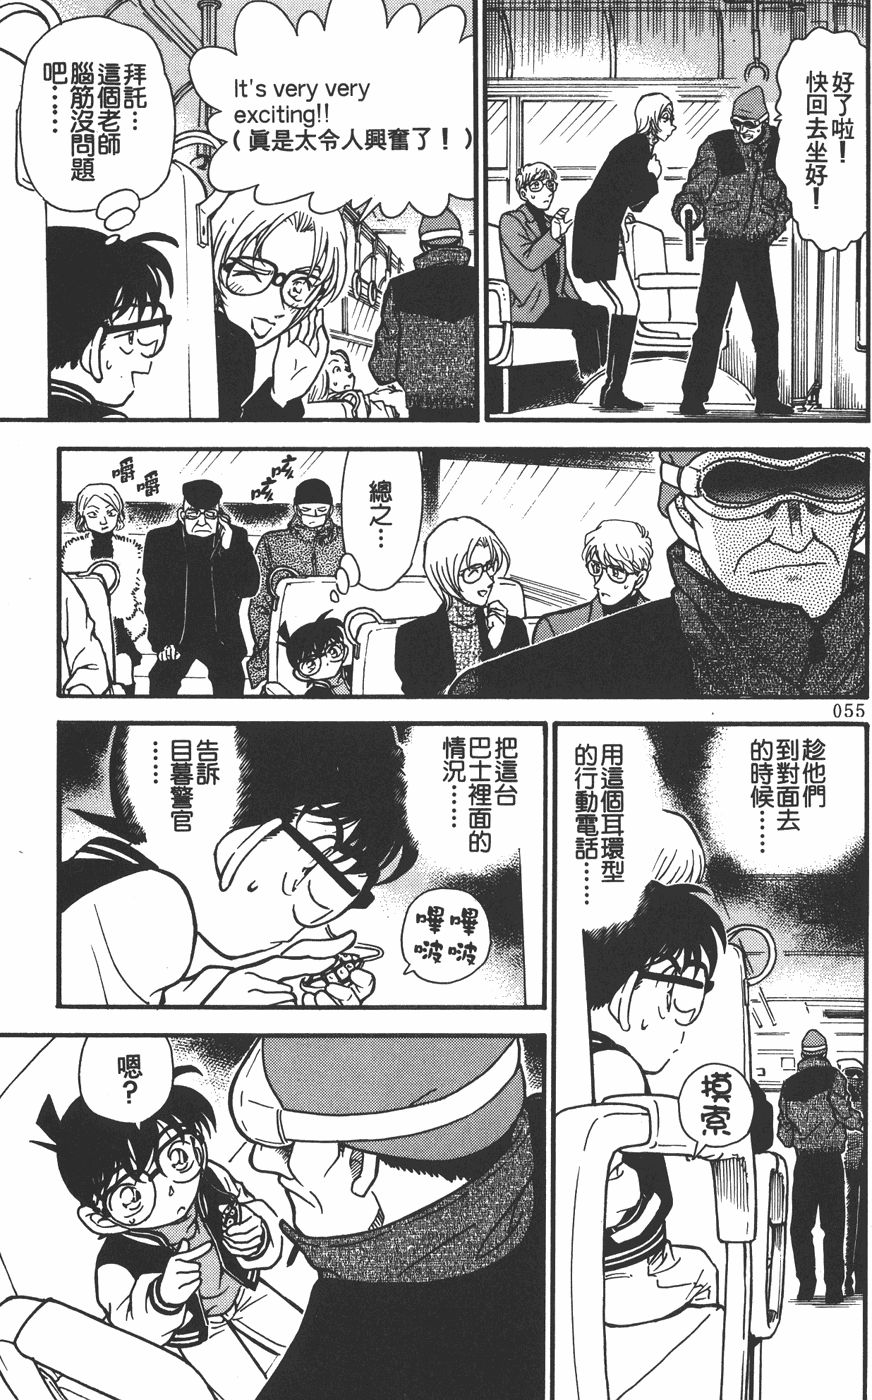 好了啦！
快回去坐好！
It's very very
exciting!!
（眞是太令人興奮了！）
拜託…
這個老師
腦筋沒問題
吧……
總之…
咳
咳
嚼
嚼
055
趁他們
到對面去
的時候……
用這個耳環型
的行動電話……
摸索
把這台
巴士裡面的
情況……
嗶嗶
啵啵
告訴
目暮警官
……
嗯？